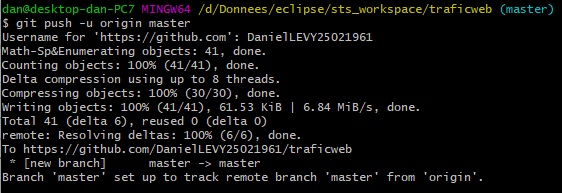 dan@desktop-dan-PC7 MINGW64 /d/Donnees/eclipse/sts_workspace/traficweb (master)
$ git push -u origin master
Username for 'https://github.com': DanielLEVY25021961
Math-Sp&Enumerating objects: 41, done.
Counting objects: 100% (41/41), done.
Delta compression using up to 8 threads.
Compressing objects: 100% (30/30), done.
Writing objects: 100% (41/41), 61.53 KiB | 6.84 MiB/s, done.
Total 41 (delta 6), reused 0 (delta 0)
remote: Resolving deltas: 100% (6/6), done.
To https://github.com/DanielLEVY25021961/traficweb
 * [new branch]      master -> master
Branch 'master' set up to track remote branch 'master' from 'origin'.